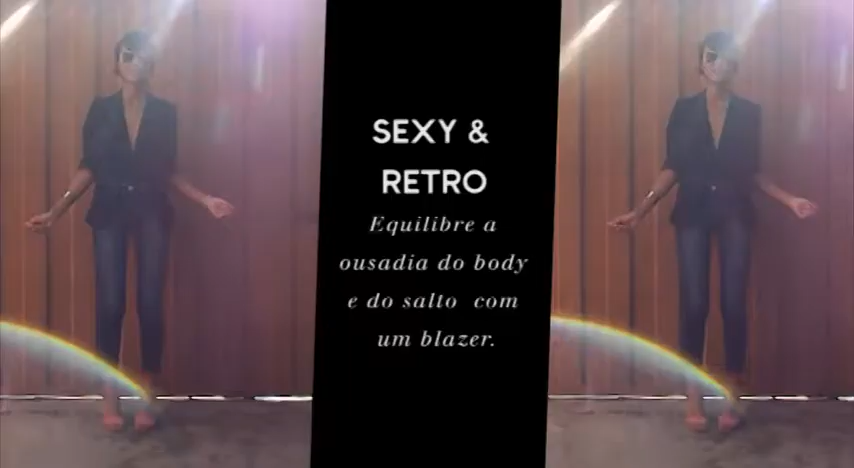 SEXY &
RETRO
Equilibre a
ousadia do body
e do salto com
um blazer.